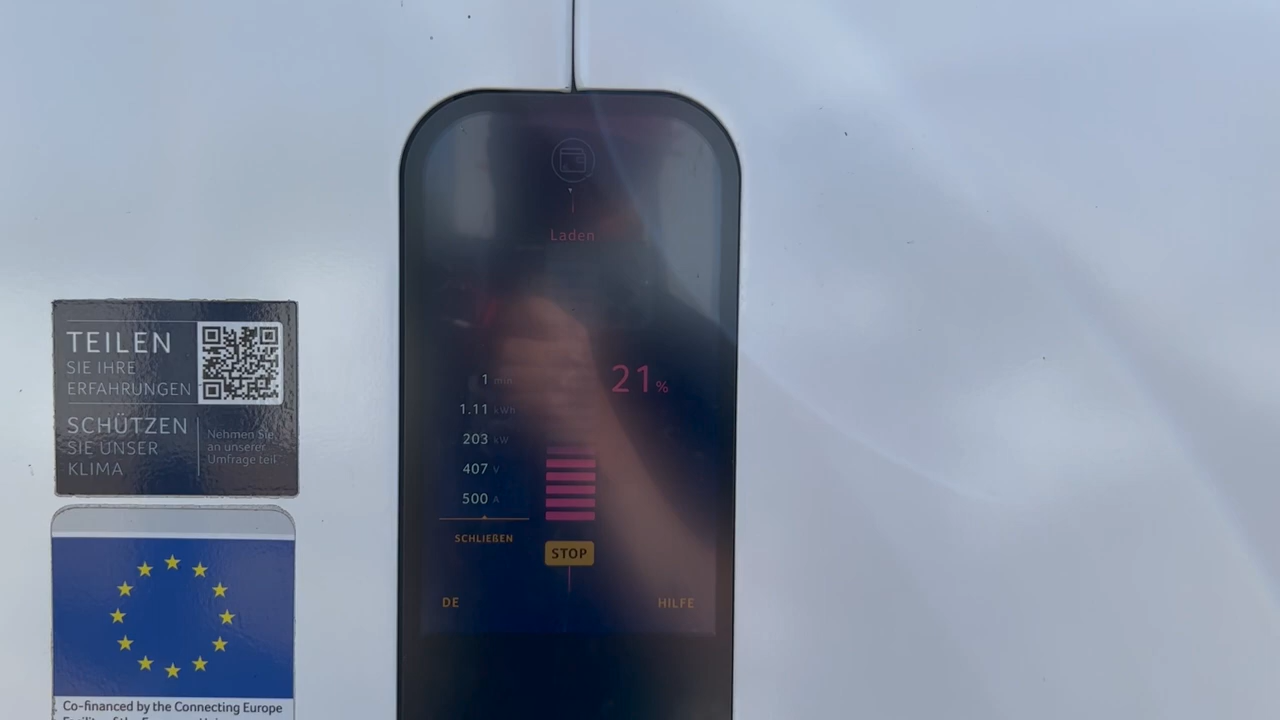 TEILEN
SIE IHRE
ERFAHRUNGEN
SCHÜTZEN
SIE UNSER
KLIMA
Nehmen Sie
an unserer
Umfrage teil
Co-financed by the Connecting Europe
Laden
21%
1 min
1.11 kWh
203 kW
407 V
500 A
SCHLIEẞEN
STOP
DE
HILFE